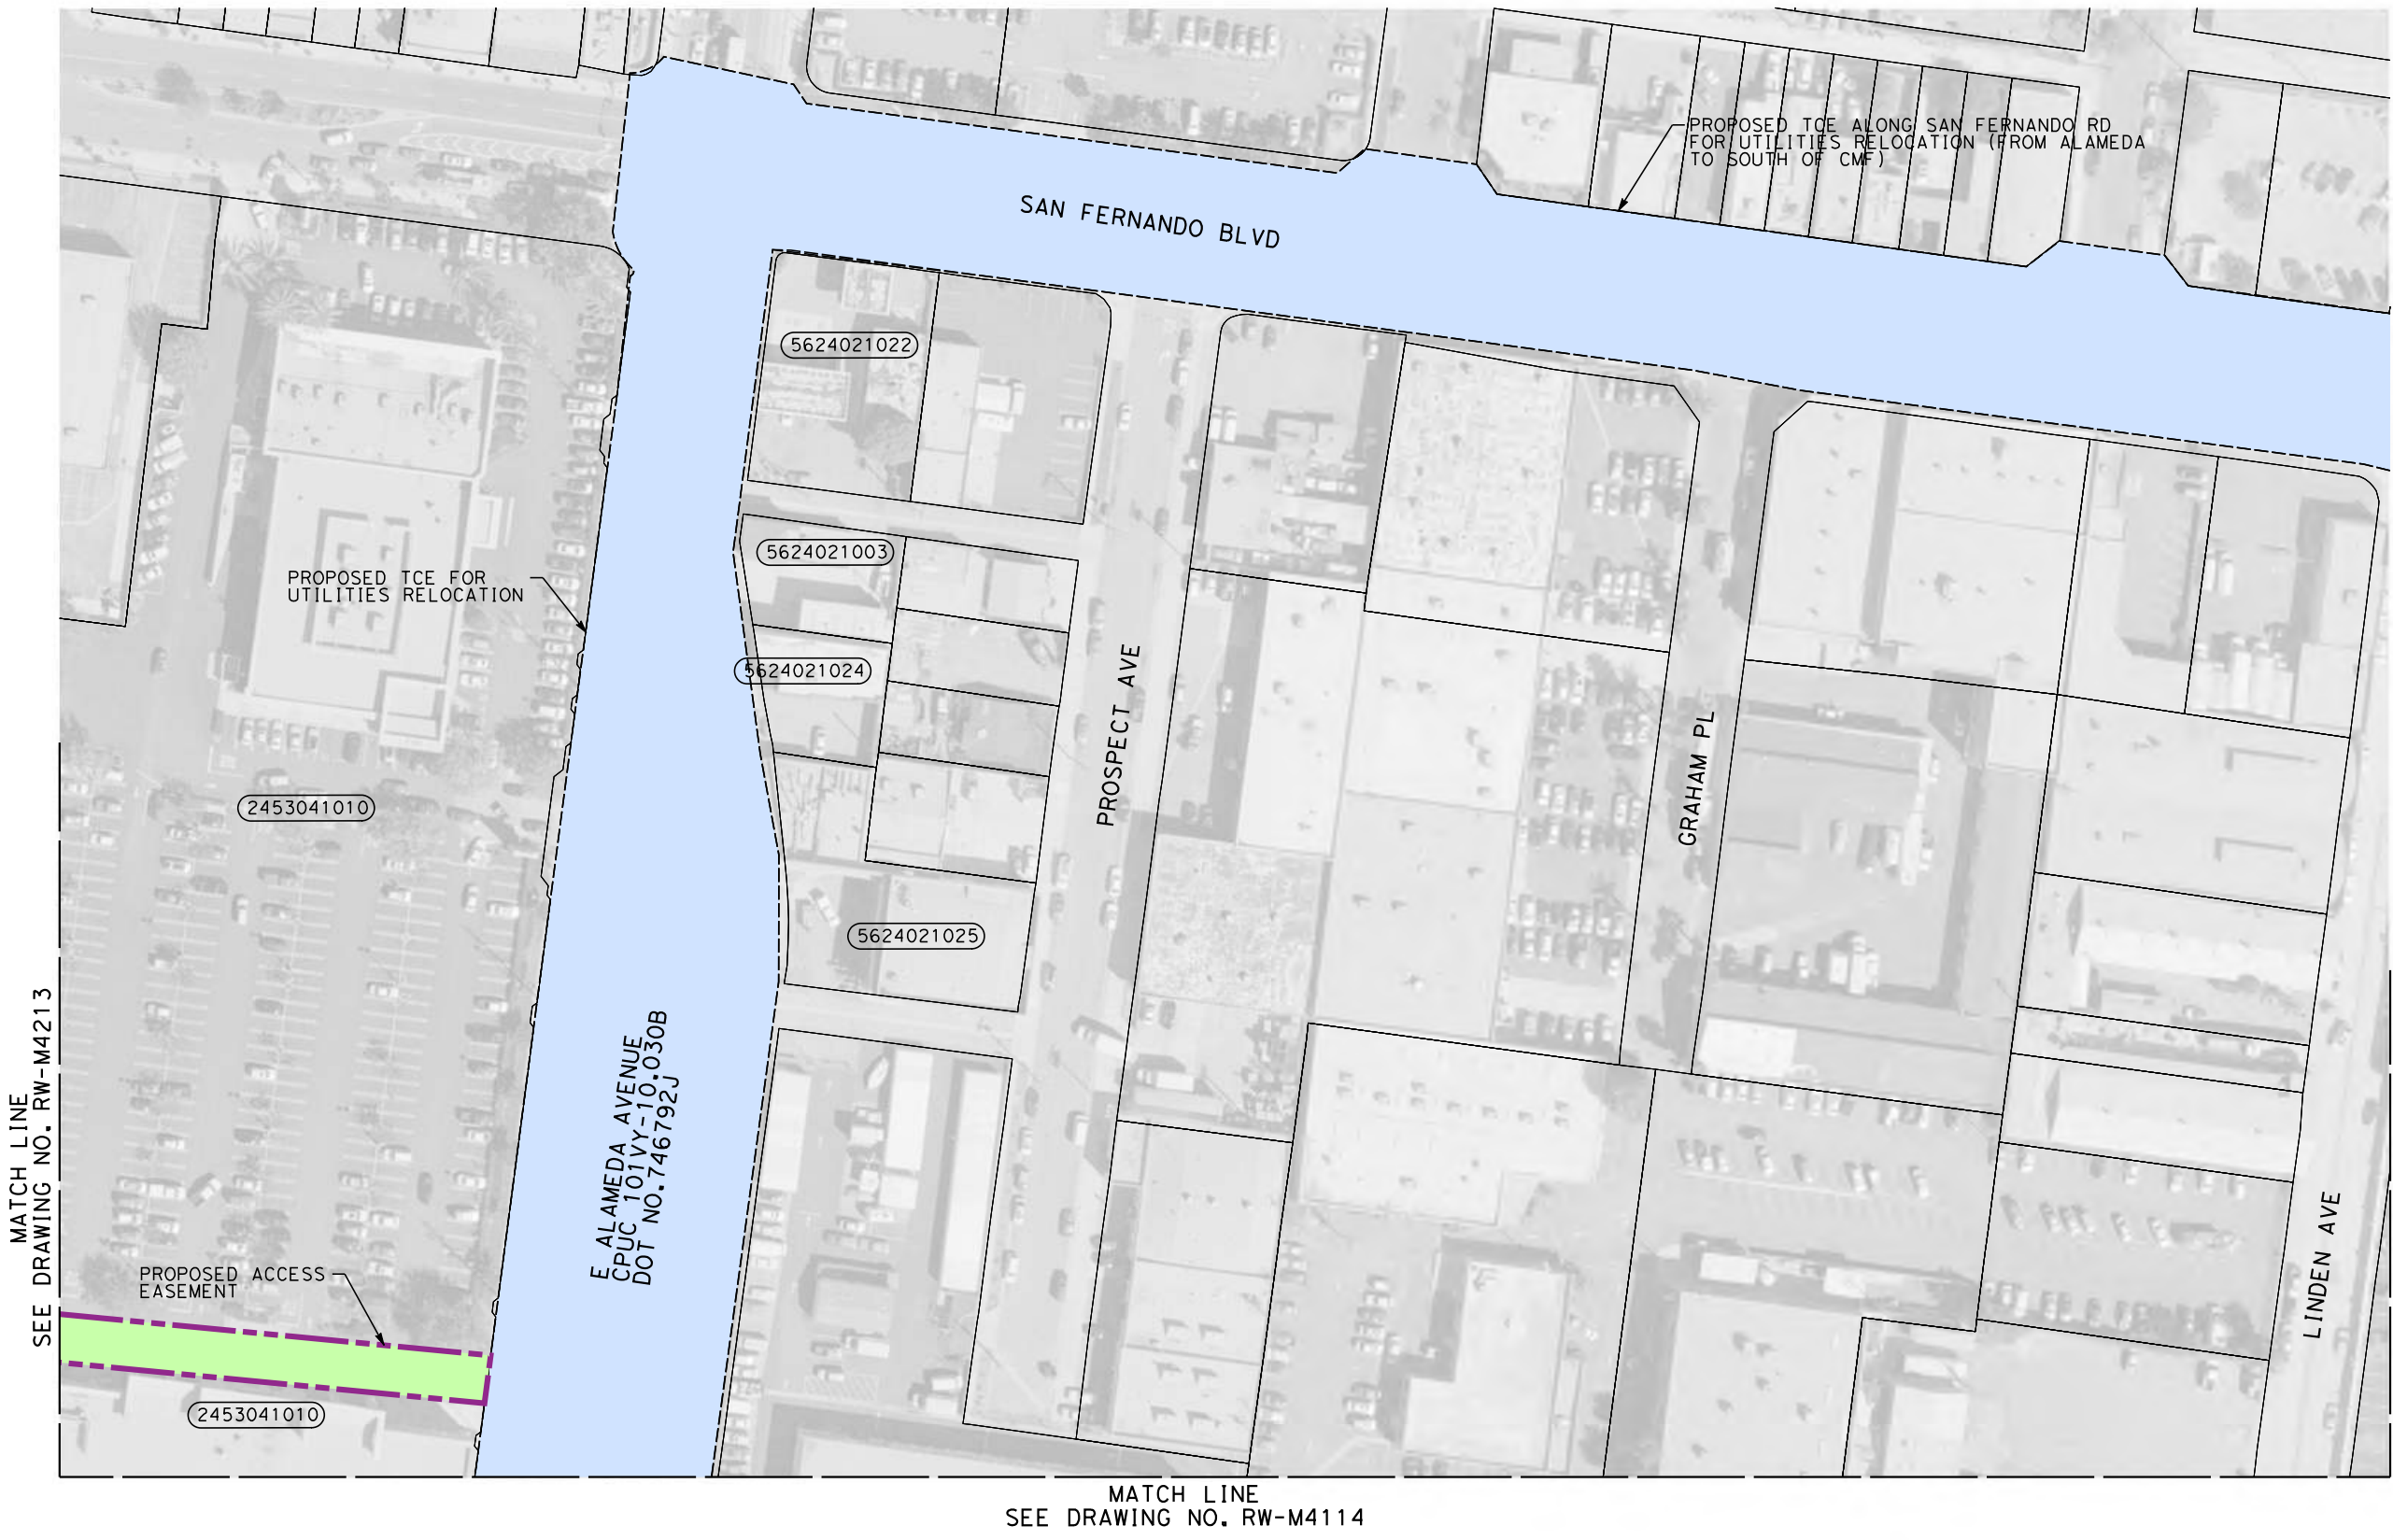 PROPOSED TCE ALONG SAN FERNANDO RD
FOR UTILITIES RELOCATION (FROM ALAMEDA
TO SOUTH OF CMF)
SAN FERNANDO BLVD
5624021022
5624021003
PROPOSED TCE FOR
UTILITIES RELOCATION
5624021024
PROSPECT AVE
GRAHAM PL
2453041010
5624021025
MATCH LINE
SEE DRAWING NO. RW-M4213
E ALAMEDA AVENUE
CPUC 101VY-10.030B
DOT NO.746792J
LINDEN AVE
PROPOSED ACCESS
EASEMENT
2453041010
MATCH LINE
SEE DRAWING NO. RW-M4114